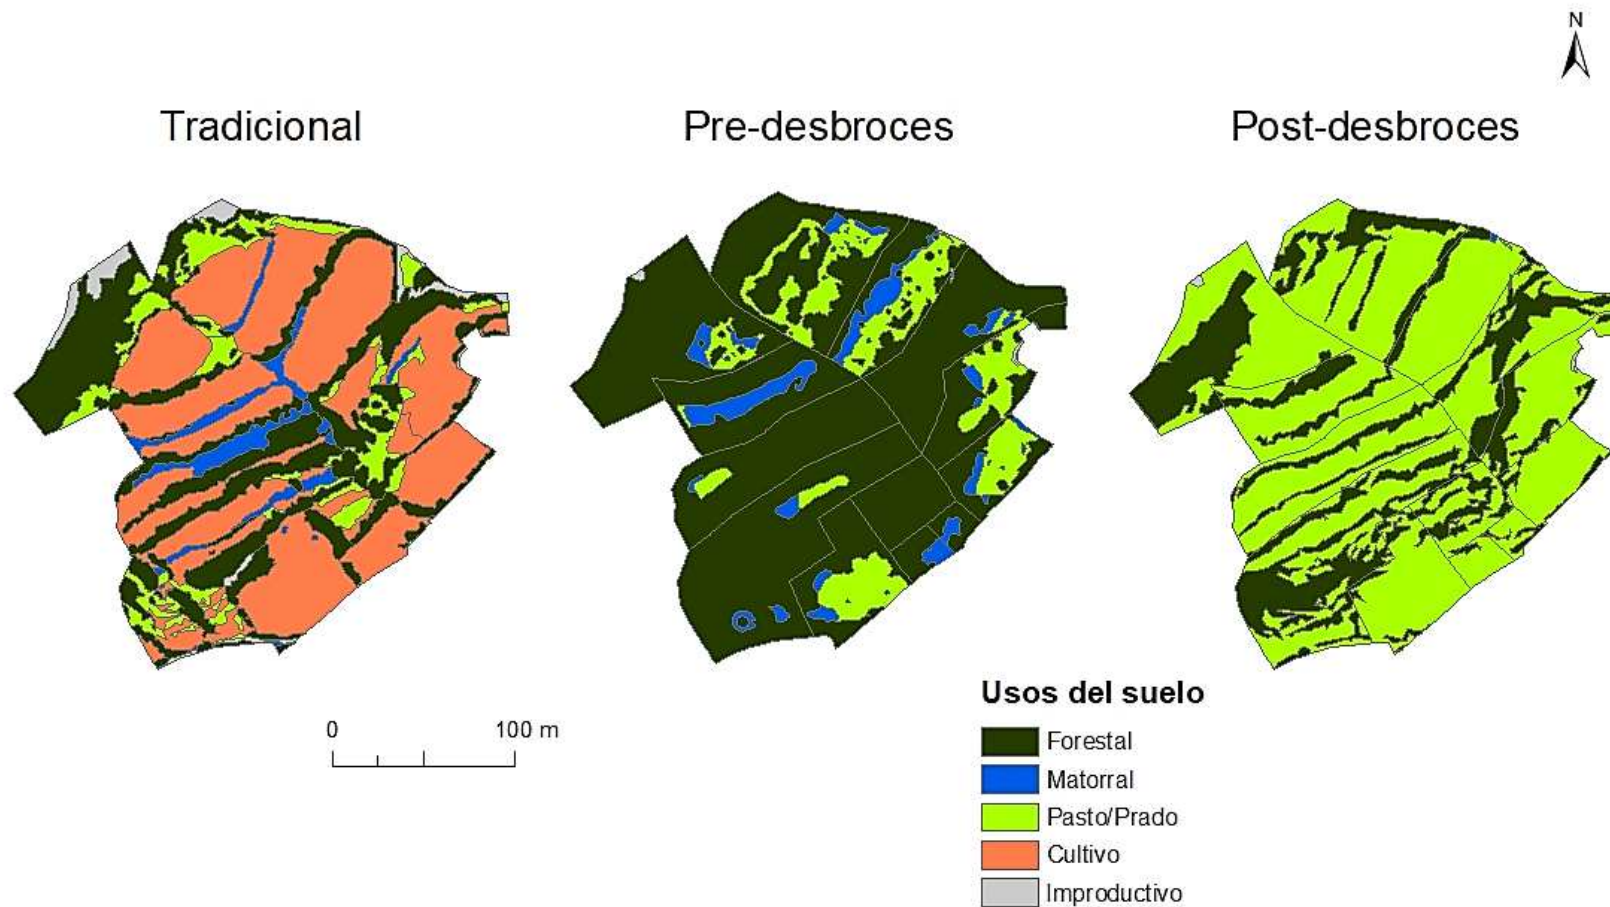 N
Tradicional
Pre-desbroces
Post-desbroces
0
100 m
Usos del suelo
Forestal
Matorral
Pasto/Prado
Cultivo
Improductivo